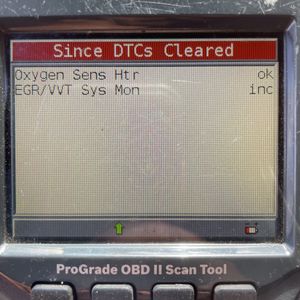 Since DTCs Cleared
Oxygen Sens Htr ok
EGR/VVT Sys Mon inc
ProGrade OBD II Scan Tool